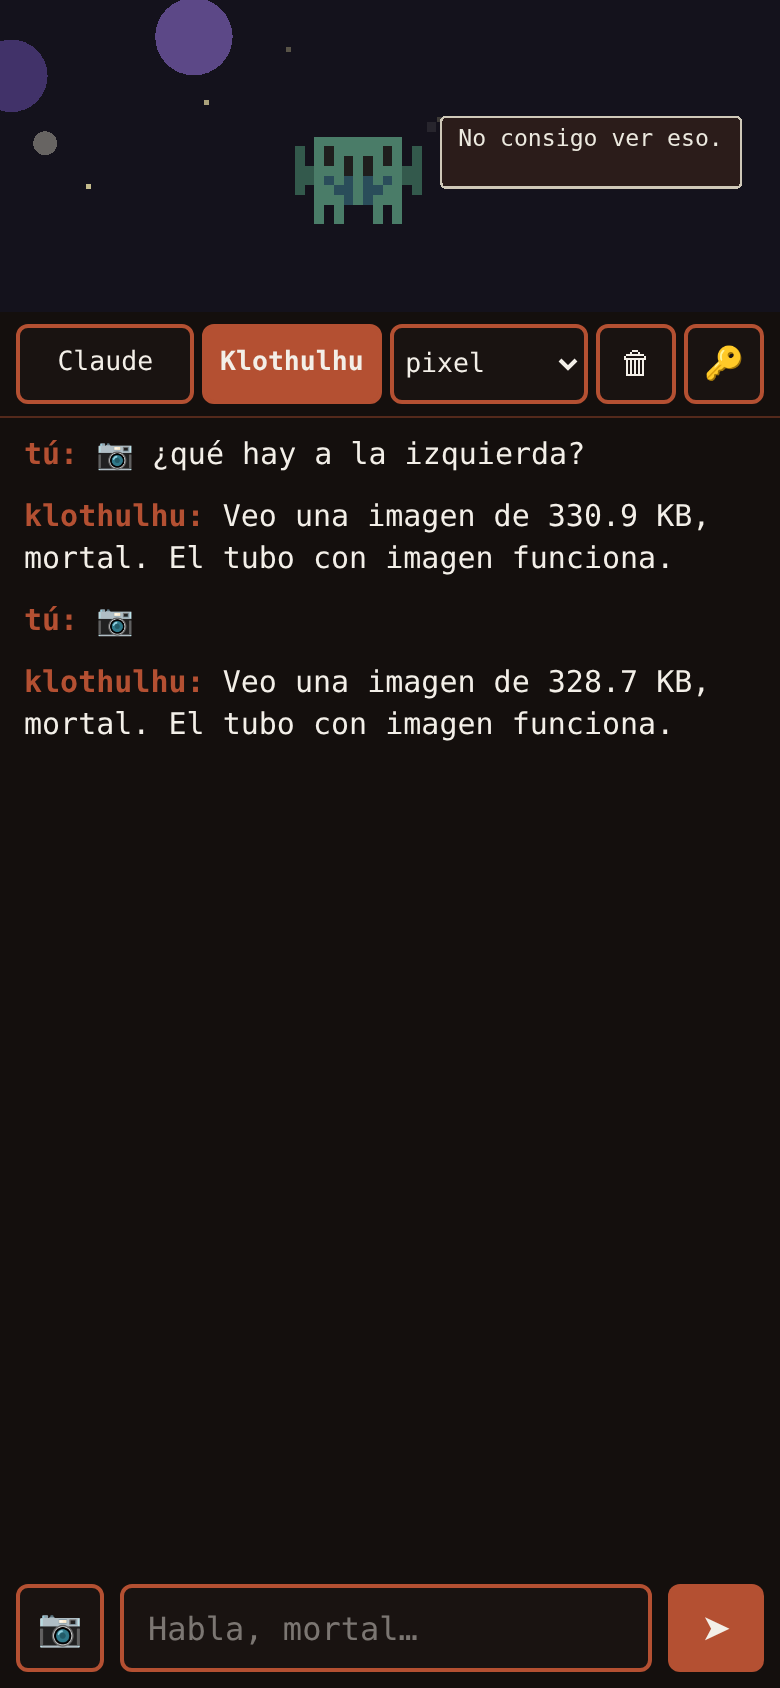 No consigo ver eso.
Claude
Klothulhu
pixel
tú: 📷 ¿qué hay a la izquierda?
klothulhu: Veo una imagen de 330.9 KB,
mortal. El tubo con imagen funciona.
tú: 📷
klothulhu: Veo una imagen de 328.7 KB,
mortal. El tubo con imagen funciona.
Habla, mortal…